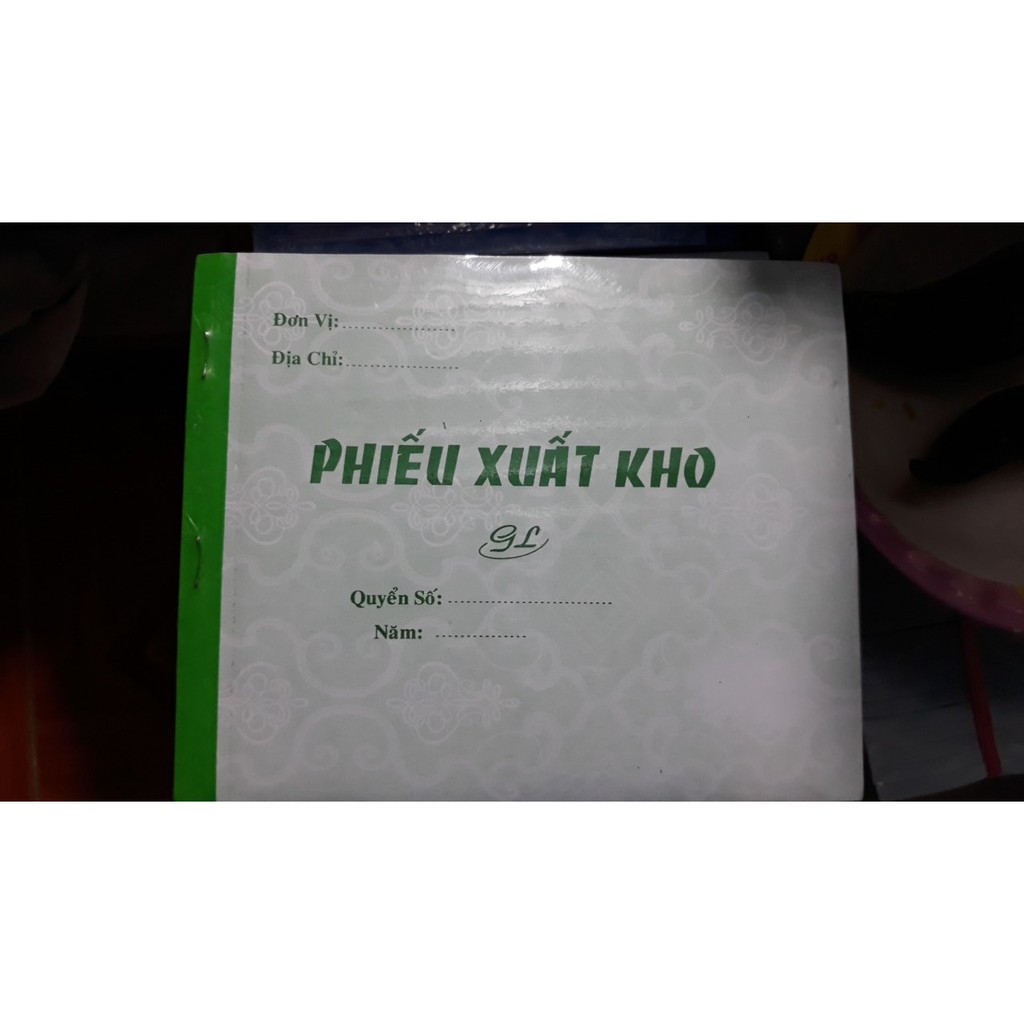 Đơn Vị:....................
Địa Chỉ:....................
PHIẾU XUẤT KHO
GL
Quyển Số: ............................
Năm: ...............